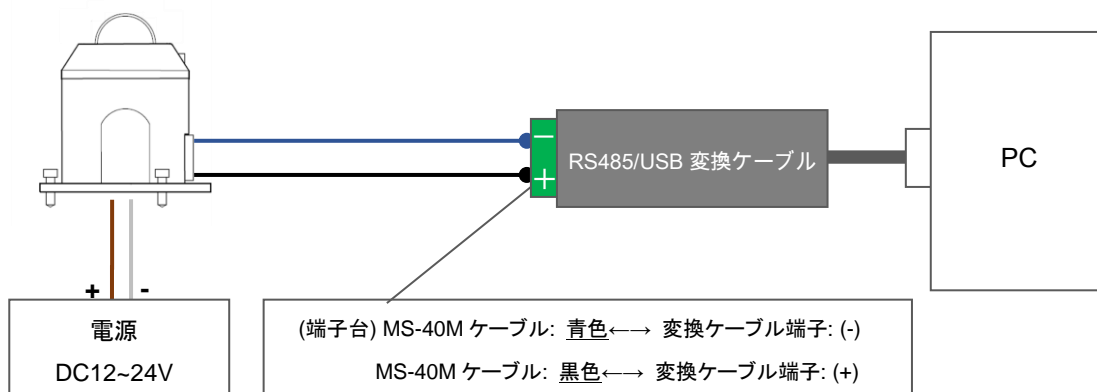 −
+
RS485/USB 変換ケーブル
PC
+ -
電源
DC12~24V
(端子台) MS-40M ケーブル: 青色←→ 変換ケーブル端子: (-)
MS-40M ケーブル: 黒色←→ 変換ケーブル端子: (+)